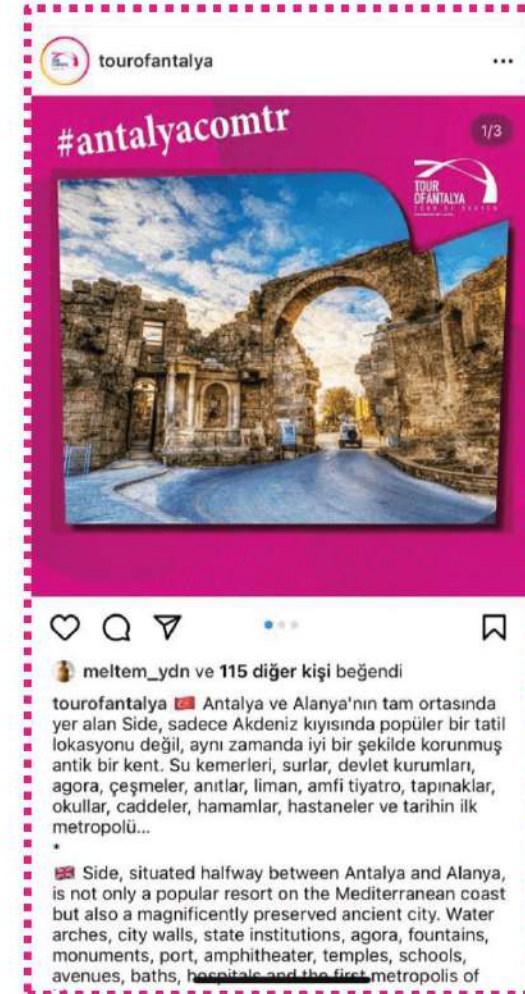 tourofantalya
#antalyacomtr
1/3
TOUR
OF ANTALYA
meltem_ydn ve 115 diğer kişi beğendi
tourofantalya 🇹🇷 Antalya ve Alanya'nın tam ortasında
yer alan Side, sadece Akdeniz kıyısında popüler bir tatil
lokasyonu değil, aynı zamanda iyi bir şekilde korunmuş
antik bir kent. Su kemerleri, surlar, devlet kurumları,
agora, çeşmeler, anıtlar, liman, amfi tiyatro, tapınaklar,
okullar, caddeler, hamamlar, hastaneler ve tarihin ilk
metropolü...
*
🇬🇧 Side, situated halfway between Antalya and Alanya,
is not only a popular resort on the Mediterranean coast
but also a magnificently preserved ancient city. Water
arches, city walls, state institutions, agora, fountains,
monuments, port, amphitheater, temples, schools,
avenues, baths, hospitals and the first metropolis of